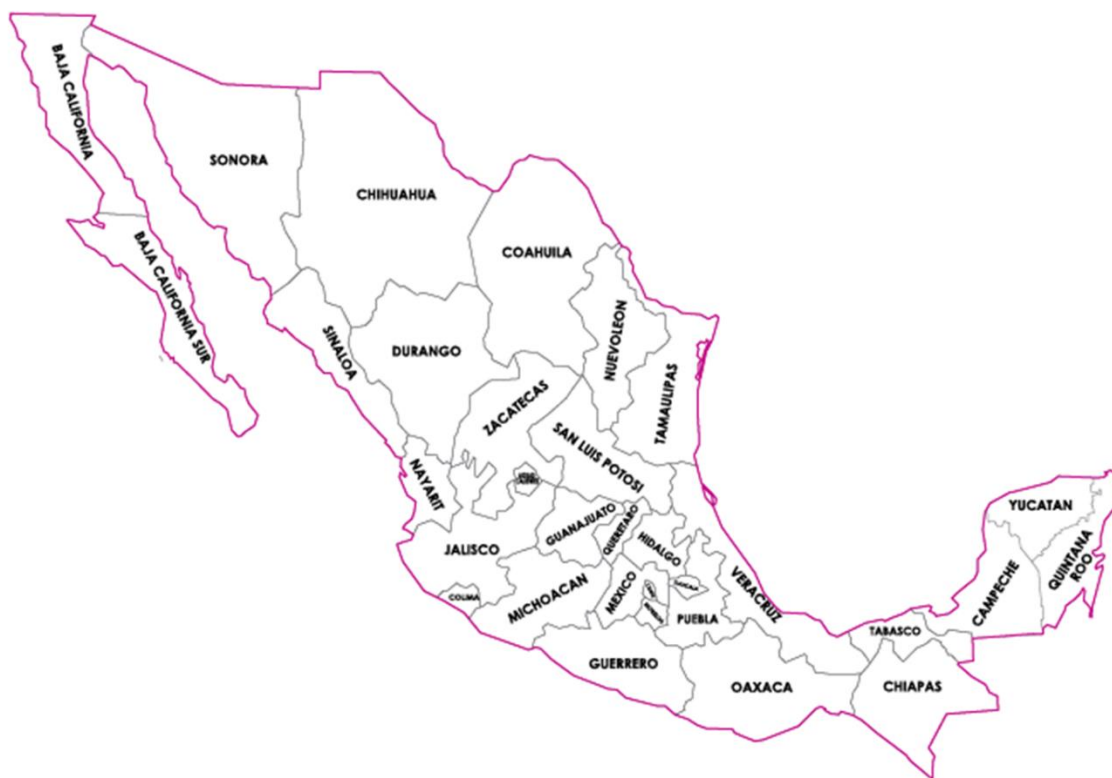 BAJA CALIFORNIA
SONORA
CHIHUAHUA
COAHUILA
BAJA CALIFORNIA SUR
SINALOA
DURANGO
NUEVOLEON
TAMAULIPAS
ZACATECAS
SAN LUIS POTOSI
NAYARIT
JALISCO
GUANAJUATO
QUERETARO
HIDALGO
COLIMA
MICHOACAN
MEXICO
PUEBLA
VERACRUZ
GUERRERO
OAXACA
TABASCO
CHIAPAS
CAMPECHE
YUCATAN
QUINTANA
ROO